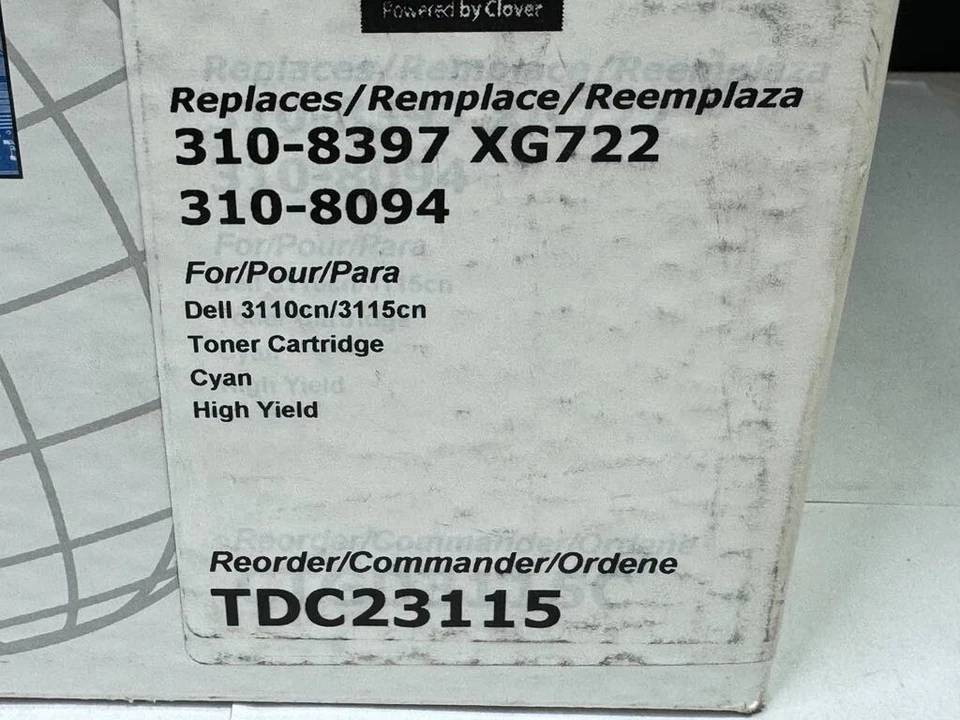 Powered by Clover
Replaces/Remplace/Reemplaza
310-8397 XG722
310-8094
For/Pour/Para
Dell 3110cn/3115cn
Toner Cartridge
Cyan
High Yield
Reorder/Commander/Ordene
TDC23115